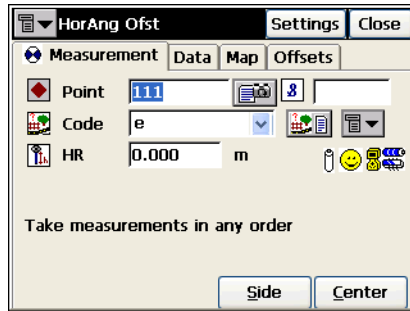 HorAng Ofst Settings Close
Measurement Data Map Offsets
Point 111
Code e
HR 0.000 m
Take measurements in any order
Side Center